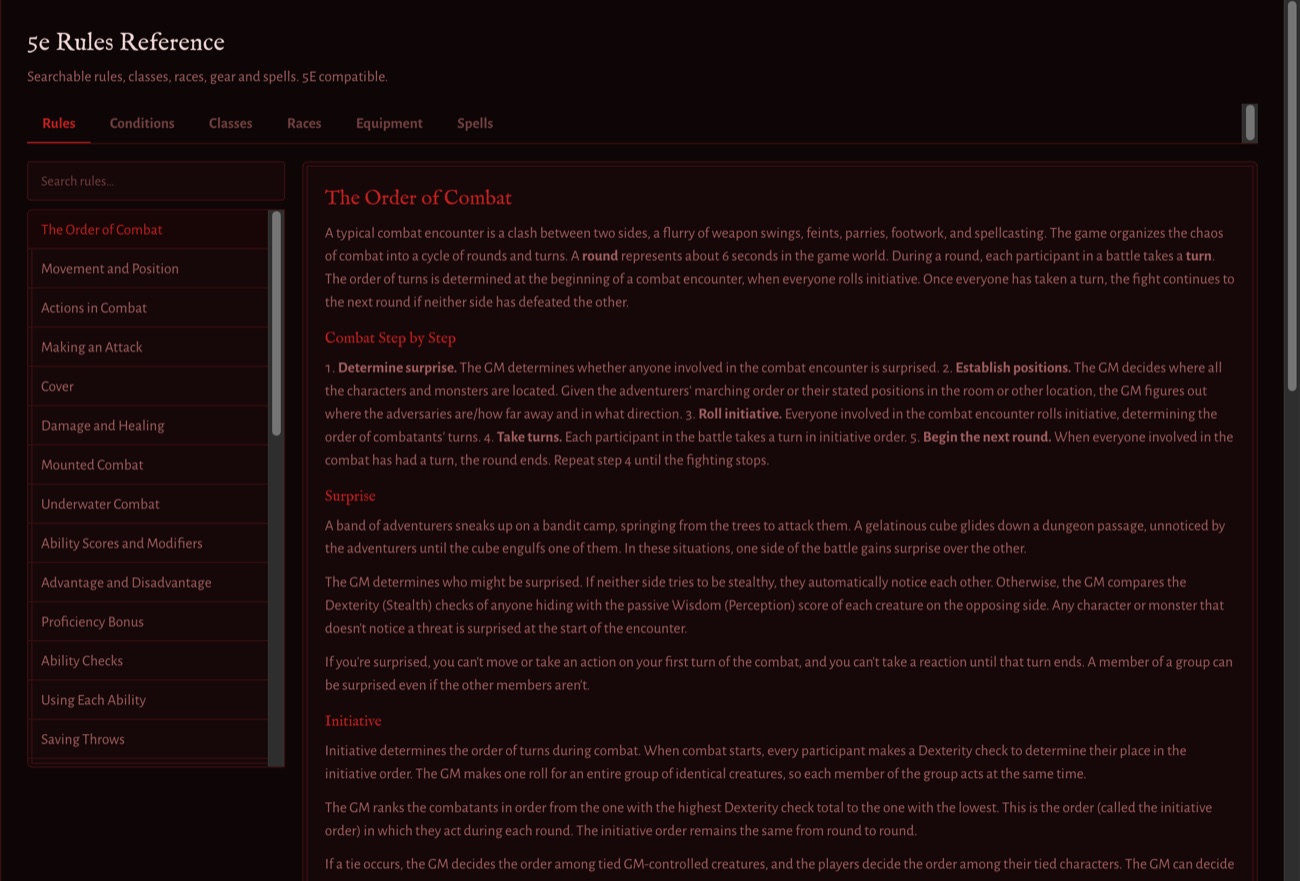 5e Rules Reference
Searchable rules, classes, races, gear and spells. 5E compatible.
Rules
Conditions
Classes
Races
Equipment
Spells
Search rules...
The Order of Combat
Movement and Position
Actions in Combat
Making an Attack
Cover
Damage and Healing
Mounted Combat
Underwater Combat
Ability Scores and Modifiers
Advantage and Disadvantage
Proficiency Bonus
Ability Checks
Using Each Ability
Saving Throws
The Order of Combat
A typical combat encounter is a clash between two sides, a flurry of weapon swings, feints, parries, footwork, and spellcasting. The game organizes the chaos
of combat into a cycle of rounds and turns. A round represents about 6 seconds in the game world. During a round, each participant in a battle takes a turn.
The order of turns is determined at the beginning of a combat encounter, when everyone rolls initiative. Once everyone has taken a turn, the fight continues to
the next round if neither side has defeated the other.
Combat Step by Step
1. Determine surprise. The GM determines whether anyone involved in the combat encounter is surprised. 2. Establish positions. The GM decides where all
the characters and monsters are located. Given the adventurers' marching order or their stated positions in the room or other location, the GM figures out
where the adversaries are/how far away and in what direction. 3. Roll initiative. Everyone involved in the combat encounter rolls initiative, determining the
order of combatants' turns. 4. Take turns. Each participant in the battle takes a turn in initiative order. 5. Begin the next round. When everyone involved in the
combat has had a turn, the round ends. Repeat step 4 until the fighting stops.
Surprise
A band of adventurers sneaks up on a bandit camp, springing from the trees to attack them. A gelatinous cube glides down a dungeon passage, unnoticed by
the adventurers until the cube engulfs one of them. In these situations, one side of the battle gains surprise over the other.
The GM determines who might be surprised. If neither side tries to be stealthy, they automatically notice each other. Otherwise, the GM compares the
Dexterity (Stealth) checks of anyone hiding with the passive Wisdom (Perception) score of each creature on the opposing side. Any character or monster that
doesn't notice a threat is surprised at the start of the encounter.
If you're surprised, you can't move or take an action on your first turn of the combat, and you can't take a reaction until that turn ends. A member of a group can
be surprised even if the other members aren't.
Initiative
Initiative determines the order of turns during combat. When combat starts, every participant makes a Dexterity check to determine their place in the
initiative order. The GM makes one roll for an entire group of identical creatures, so each member of the group acts at the same time.
The GM ranks the combatants in order from the one with the highest Dexterity check total to the one with the lowest. This is the order (called the initiative
order) in which they act during each round. The initiative order remains the same from round to round.
If a tie occurs, the GM decides the order among tied GM-controlled creatures, and the players decide the order among their tied characters. The GM can decide